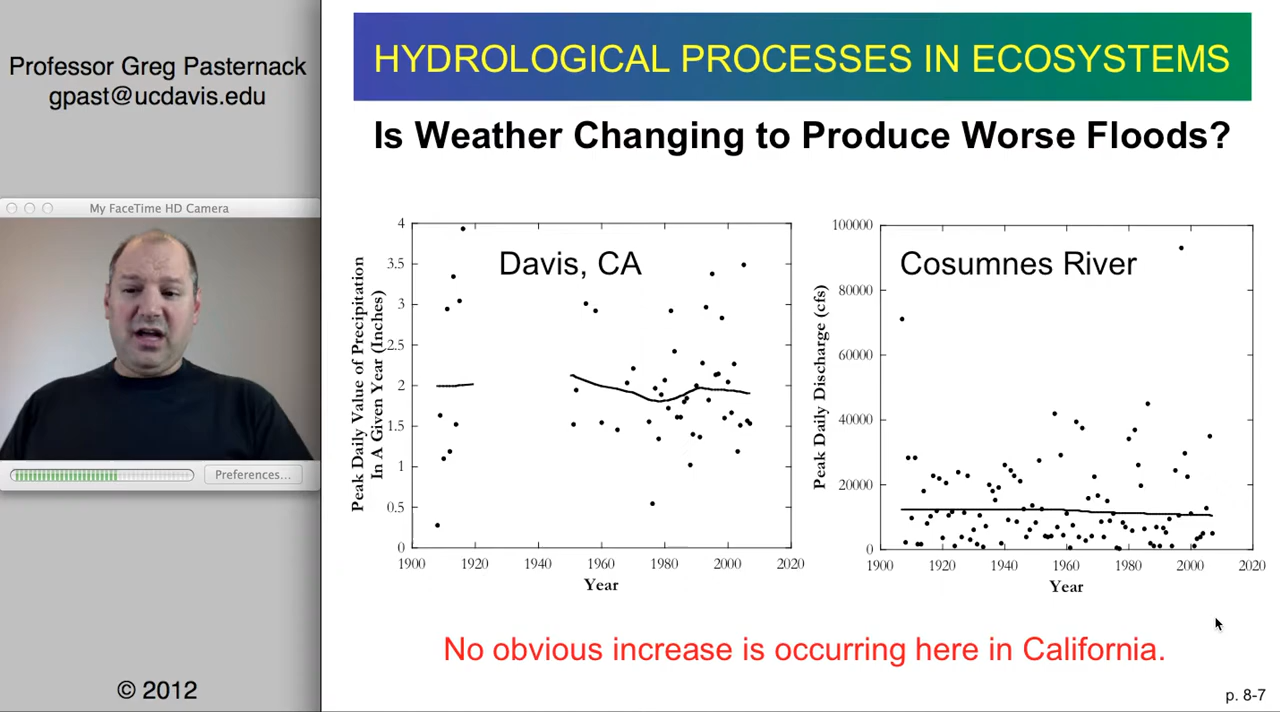 Professor Greg Pasternack
gpast@ucdavis.edu
My FaceTime HD Camera
Preferences...
© 2012
HYDROLOGICAL PROCESSES IN ECOSYSTEMS
Is Weather Changing to Produce Worse Floods?
Davis, CA
Peak Daily Value of Precipitation
In A Given Year (Inches)
4
3.5
3
2.5
2
1.5
1
0.5
0
1900
1920
1940
1960
1980
2000
2020
Year
Cosumnes River
Peak Daily Discharge (cfs)
100000
80000
60000
40000
20000
0
1900
1920
1940
1960
1980
2000
2020
Year
No obvious increase is occurring here in California.
p. 8-7